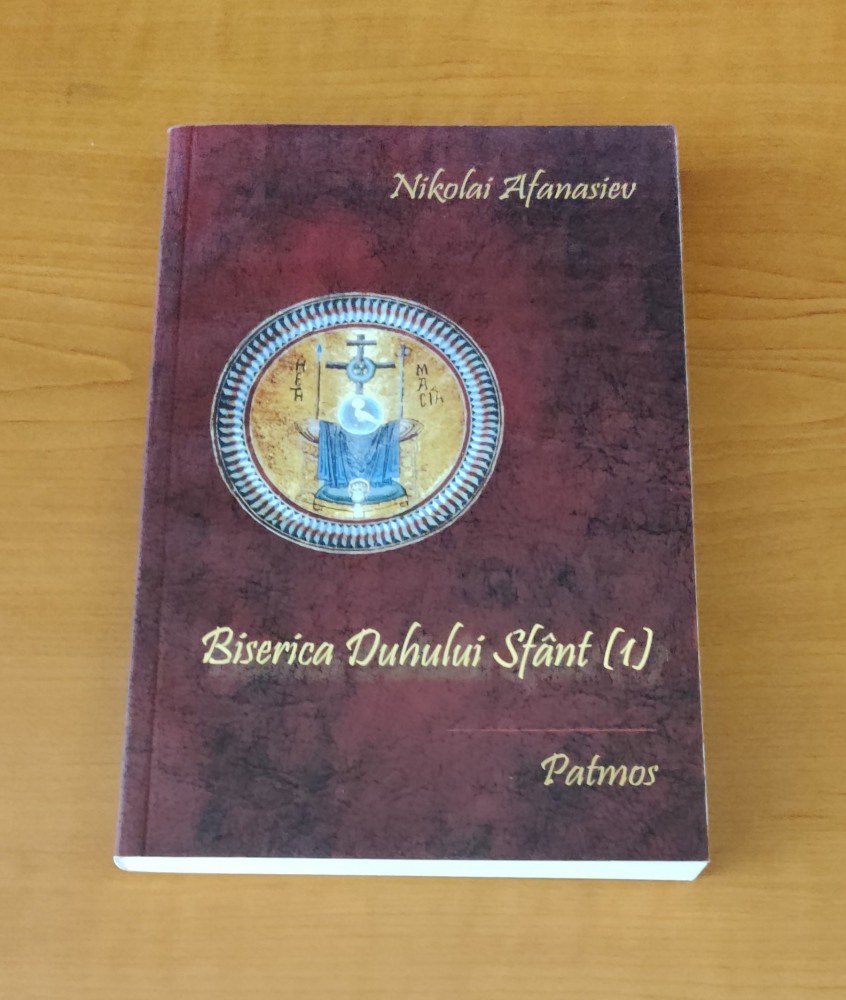 Nikolai Afanasiev
Biserica Duhului Sfânt (1)
Patmos